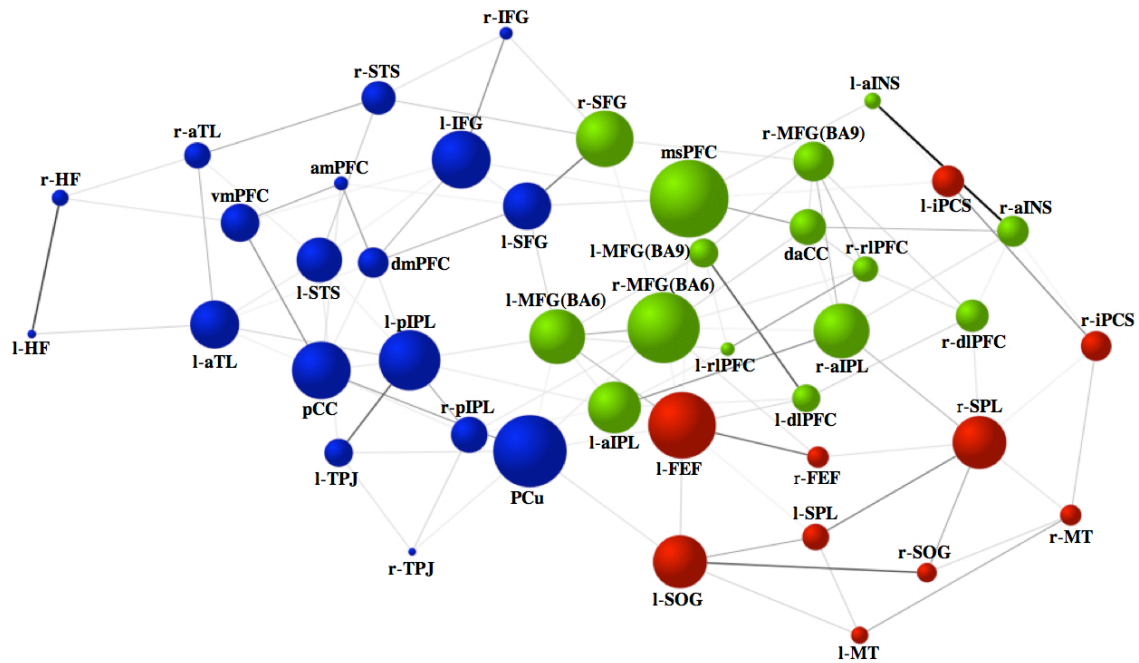 r-IFG
r-STS
l-aINS
r-SFG
l-IFG
r-aTL
r-MFG(BA9)
msPFC
amPFC
r-HF
vmPFC
l-iPCS
r-aINS
l-SFG
l-MFG(BA9)
daCC
r-rlPFC
dmPFC
l-STS
r-MFG(BA6)
l-MFG(BA6)
l-pIPL
r-iPCS
r-dlPFC
l-HF
l-aTL
r-aIPL
l-rlPFC
pCC
r-pIPL
l-dlPFC
r-SPL
l-aIPL
l-FEF
l-TPJ
r-FEF
PCu
l-SPL
r-MT
r-SOG
r-TPJ
l-SOG
l-MT